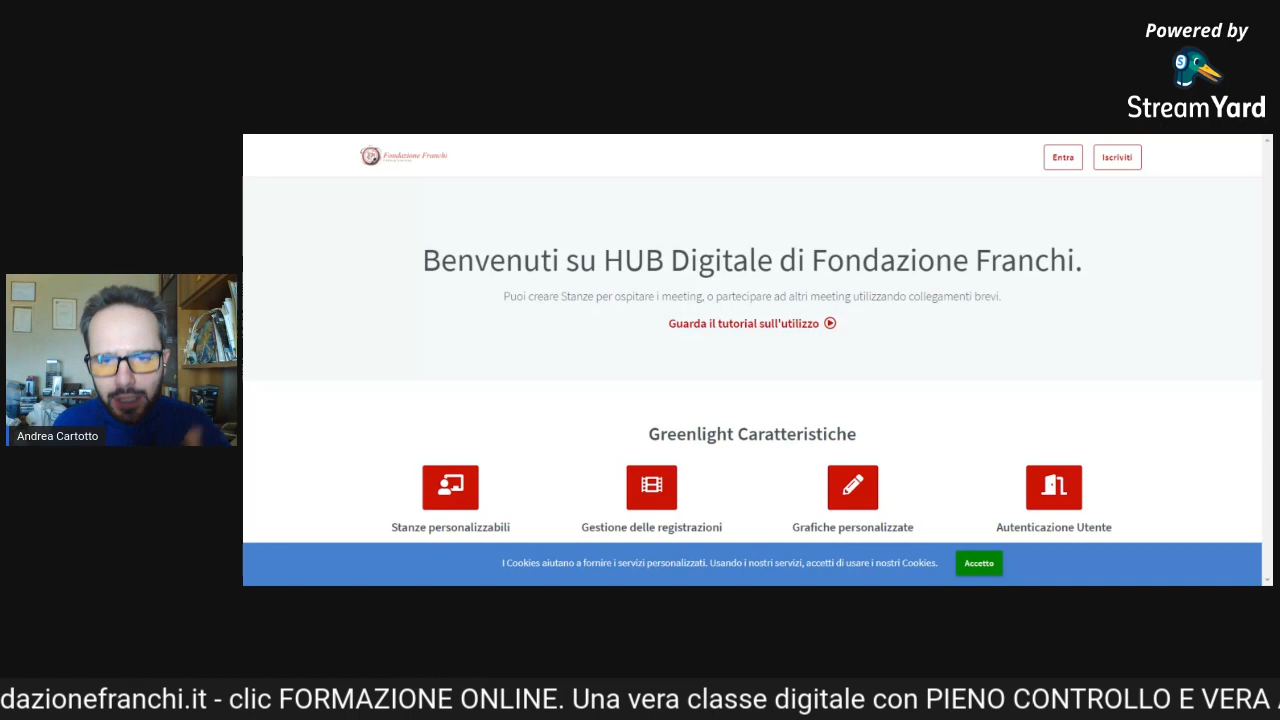 Powered by
StreamYard
Fondazione Franchi
Entra
Iscriviti
Benvenuti su HUB Digitale di Fondazione Franchi.
Puoi creare Stanze per ospitare i meeting, o partecipare ad altri meeting utilizzando collegamenti brevi.
Guarda il tutorial sull'utilizzo
Greenlight Caratteristiche
Stanze personalizzabili
Gestione delle registrazioni
Grafiche personalizzate
Autenticazione Utente
I Cookies aiutano a fornire i servizi personalizzati. Usando i nostri servizi, accetti di usare i nostri Cookies.
Accetto
Andrea Cartotto
dazionefranchi.it - clic FORMAZIONE ONLINE. Una vera classe digitale con PIENO CONTROLLO E VERA